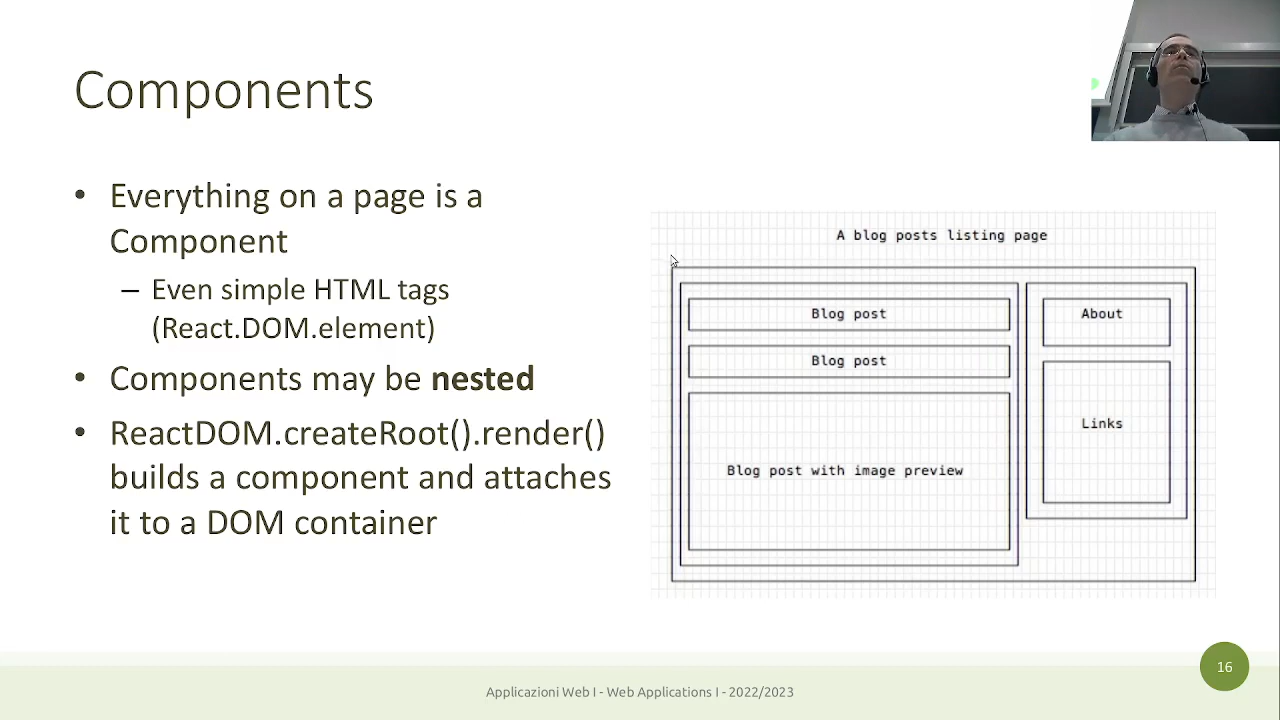 Components
• Everything on a page is a
Component
– Even simple HTML tags
(React.DOM.element)
• Components may be nested
• ReactDOM.createRoot().render()
builds a component and attaches
it to a DOM container
A blog posts listing page
Blog post
Blog post
Blog post with image preview
About
Links
16
Applicazioni Web I - Web Applications I - 2022/2023